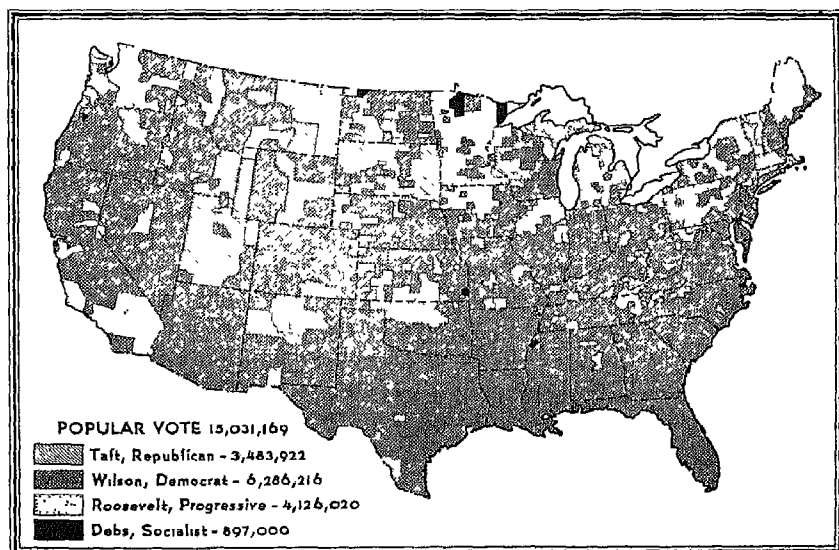 POPULAR VOTE 15,031,169
Taft, Republican - 3,483,922
Wilson, Democrat - 6,286,216
Roosevelt, Progressive - 4,126,020
Debs, Socialist - 897,000